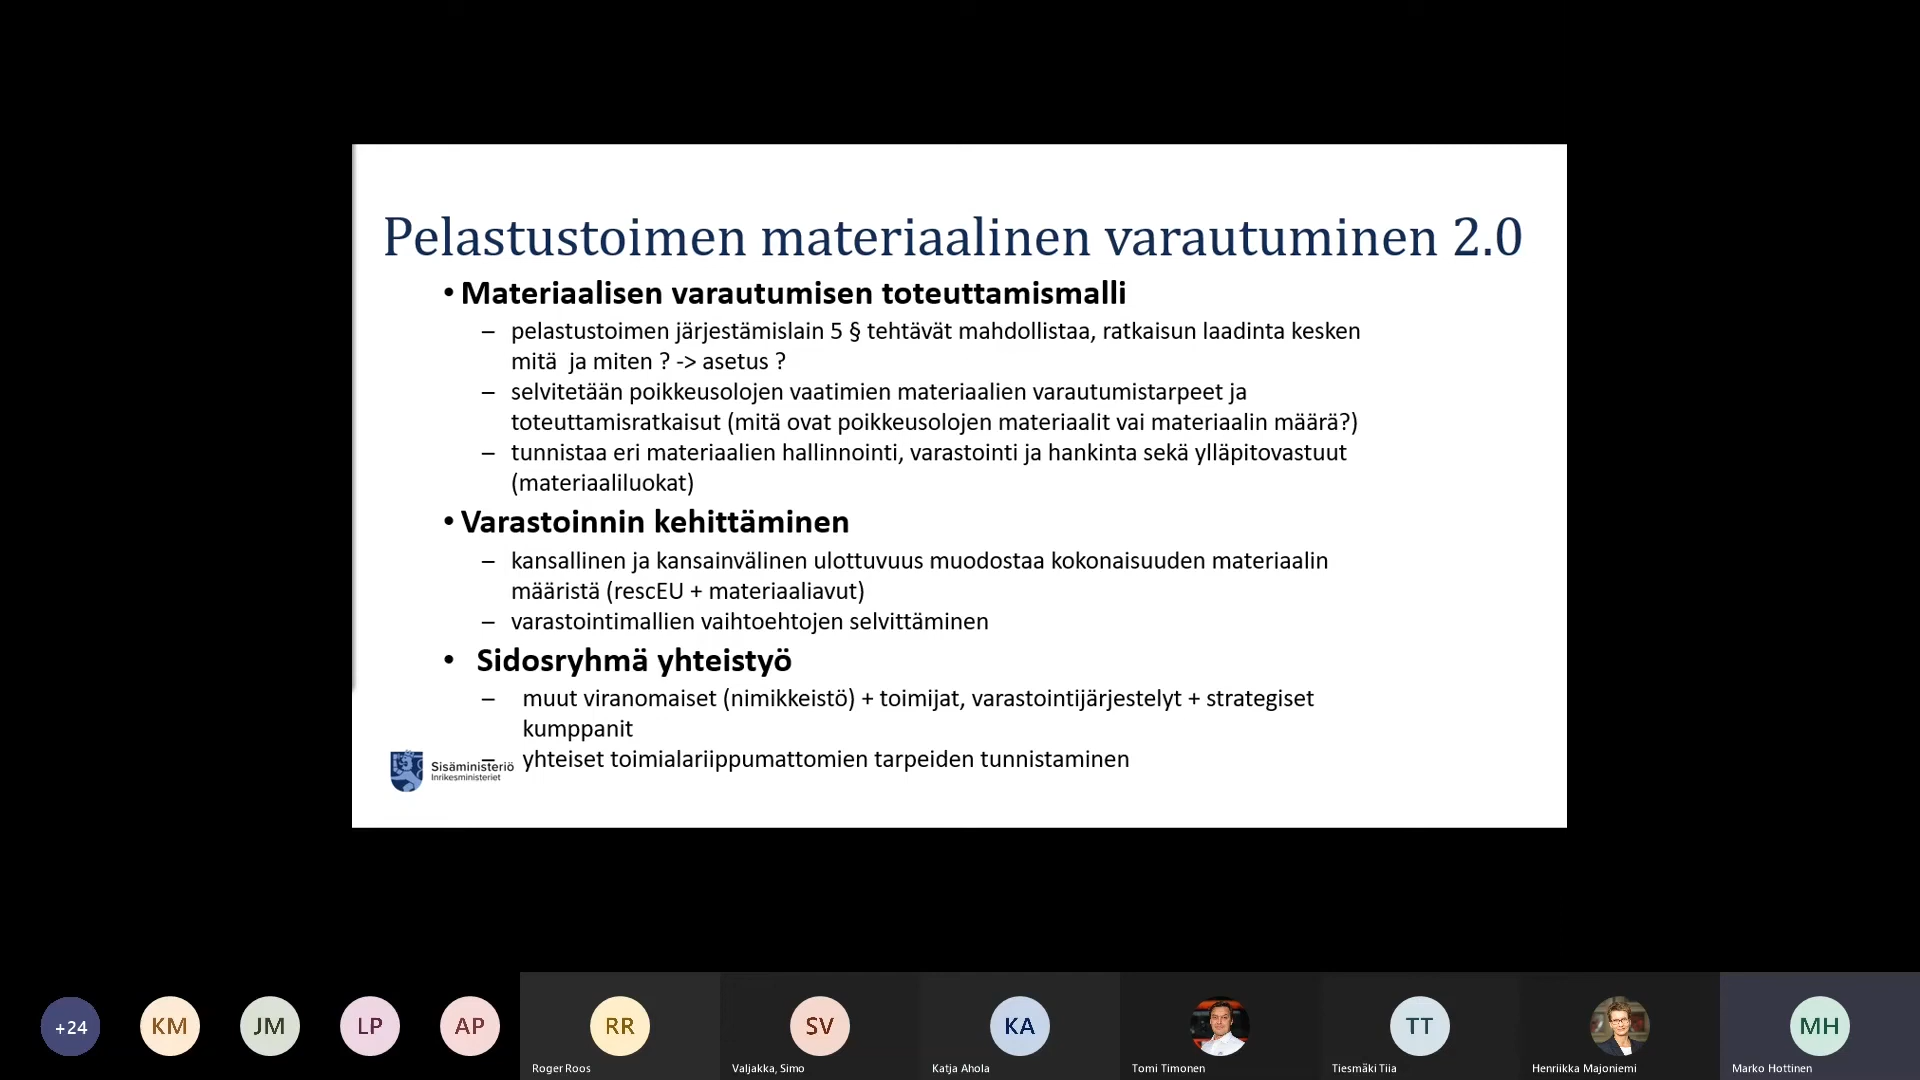 Pelastustoimen materiaalinen varautuminen 2.0
• Materiaalisen varautumisen toteuttamismalli
– pelastustoimen järjestämislain 5 § tehtävät mahdollistaa, ratkaisun laadinta kesken
mitä ja miten ? -> asetus ?
– selvitetään poikkeusolojen vaatimien materiaalien varautumistarpeet ja
toteuttamisratkaisut (mitä ovat poikkeusolojen materiaalit vai materiaalin määrä?)
– tunnistaa eri materiaalien hallinnointi, varastointi ja hankinta sekä ylläpitovastuut
(materiaaliluokat)
• Varastoinnin kehittäminen
– kansallinen ja kansainvälinen ulottuvuus muodostaa kokonaisuuden materiaalin
määristä (rescEU + materiaaliavut)
– varastointimallien vaihtoehtojen selvittäminen
• Sidosryhmä yhteistyö
– muut viranomaiset (nimikkeistö) + toimijat, varastointijärjestelyt + strategiset
kumppanit
– yhteiset toimialariippumattomien tarpeiden tunnistaminen
Sisäministeriö
Inrikesministeriet
+24
KM
JM
LP
AP
RR
SV
KA
TT
MH
Roger Roos
Valjakka, Simo
Katja Ahola
Tomi Timonen
Tiesmäki Tiia
Henriikka Majoniemi
Marko Hottinen